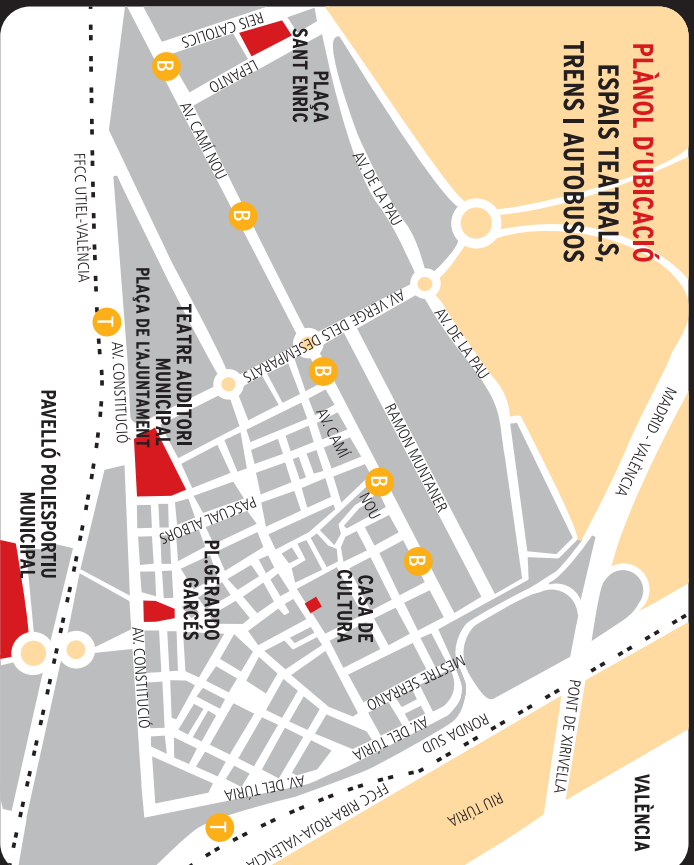 PLÀNOL D'UBICACIÓ
ESPAIS TEATRALS,
TRENS I AUTOBUSOS
REIS CATOLICS
LEPANTO
PLAÇA
SANT ENRIC
B
AV. CAMÍ NOU
B
AV. DE LA PAU
FFCC UTIEL-VALÈNCIA
T
AV. CONSTITUCIÓ
TEATRE AUDITORI
MUNICIPAL
PLAÇA DE L'AJUNTAMENT
AV. VERGE DELS DESEMPARATS
AV. DE LA PAU
B
AV. CAMÍ
NOU
RAMON MUNTANER
B
B
MADRID - VALÈNCIA
PAVELLÓ POLIESPORTIU
MUNICIPAL
PASCUAL ALBORS
PL.GERARDO
GARCÉS
CASA DE
CULTURA
AV. CONSTITUCIÓ
MESTRE SERRANO
AV. DEL TÚRIA
RONDA SUD
AV. DEL TÚRIA
T
FFCC RIBA-ROJA-VALÈNCIA
RIU TÚRIA
PONT DE XIRIVELLA
VALÈNCIA